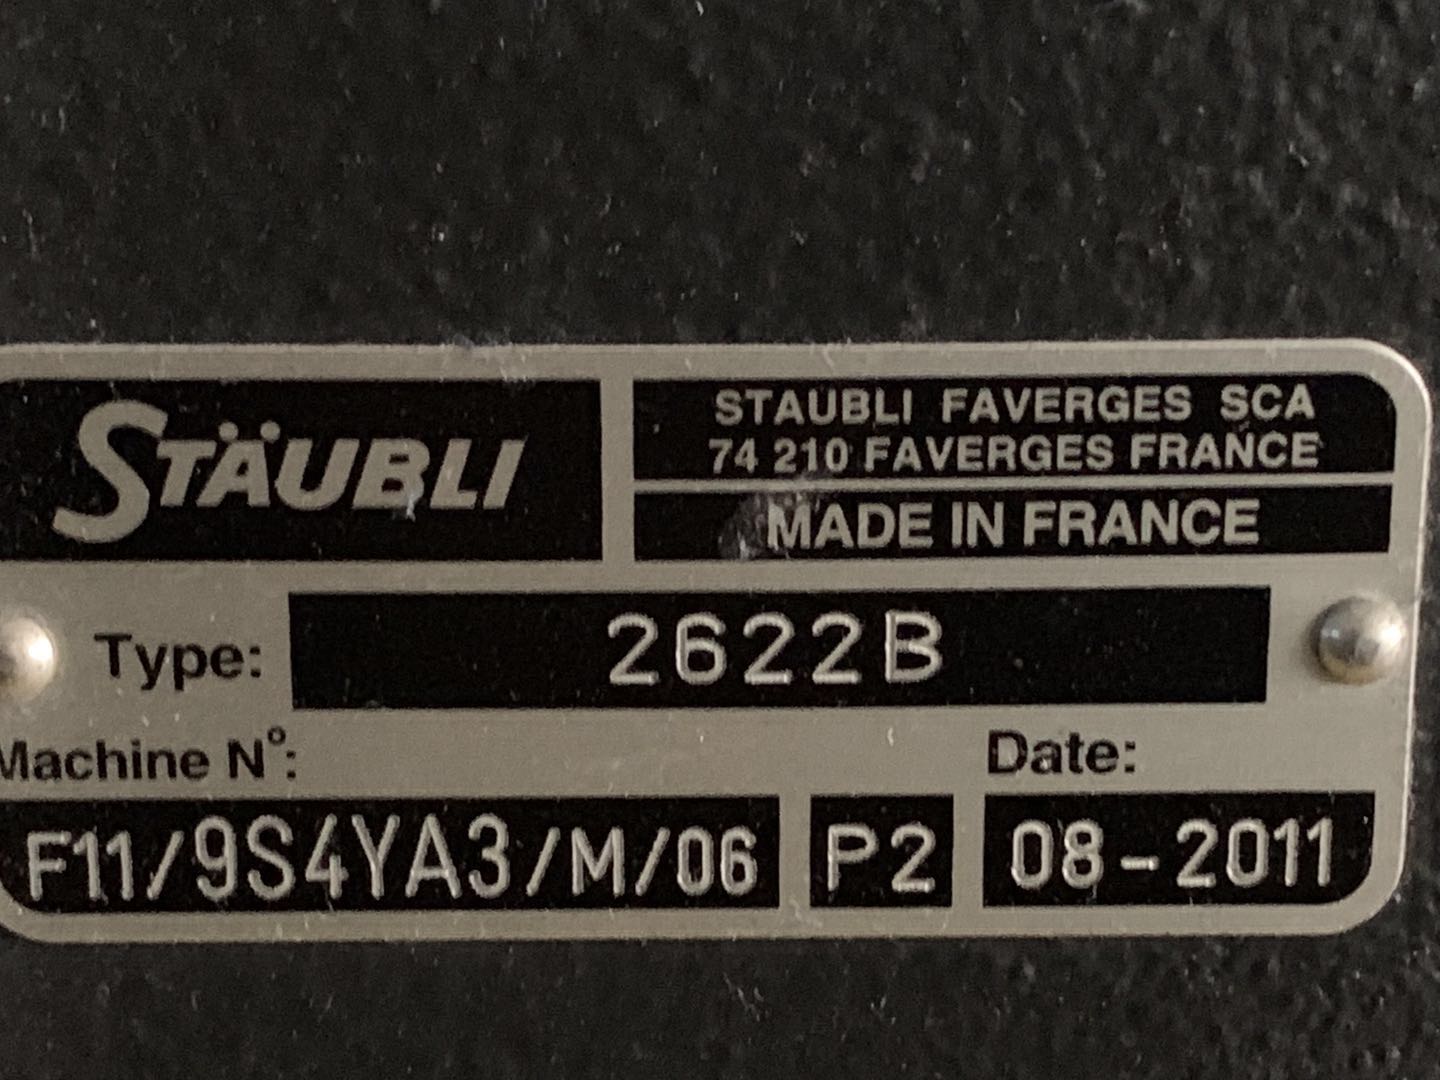 STÄUBLI
STAUBLI FAVERGES SCA
74 210 FAVERGES FRANCE
MADE IN FRANCE
Type: 2622B
Machine N°:
Date:
F11/9S4YA3/M/06 P2 08-2011